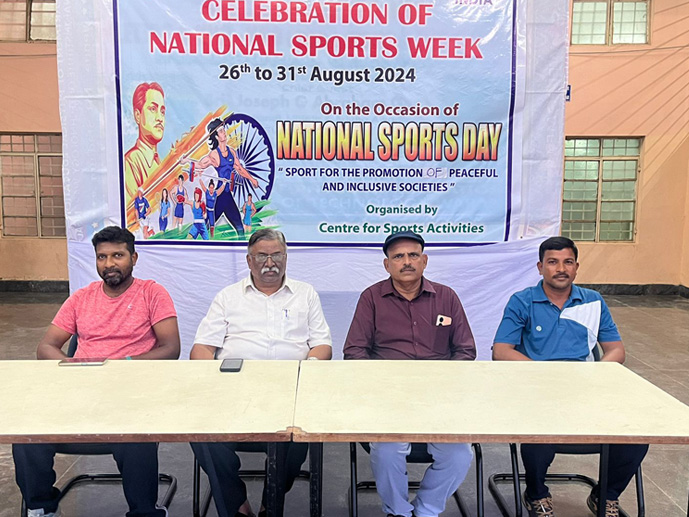 INDIA
CELEBRATION OF
NATIONAL SPORTS WEEK
26th to 31st August 2024
On the Occasion of
NATIONAL SPORTS DAY
" SPORT FOR THE PROMOTION OF PEACEFUL
AND INCLUSIVE SOCIETIES "
Organised by
Centre for Sports Activities